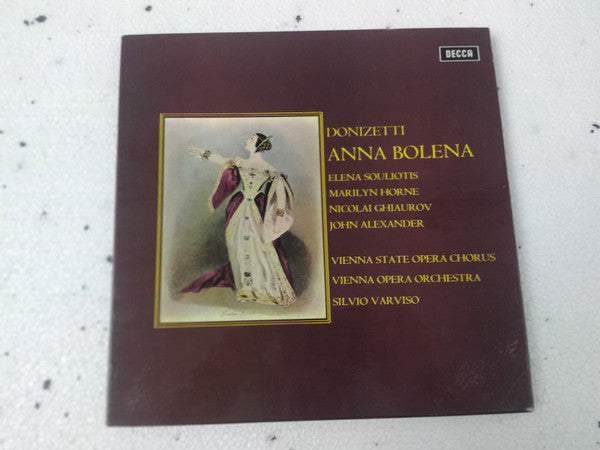 DECCA
DONIZETTI
ANNA BOLENA
ELENA SOULIOTIS
MARILYN HORNE
NICOLAI GHIAUROV
JOHN ALEXANDER
VIENNA STATE OPERA CHORUS
VIENNA OPERA ORCHESTRA
SILVIO VARVISO